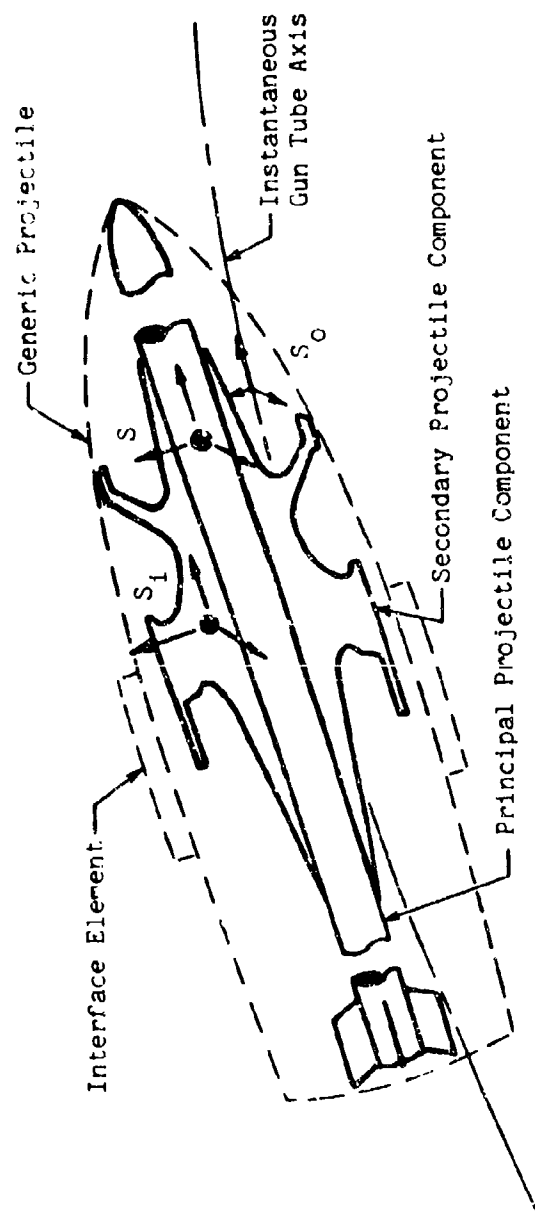 Generic Projectile
Interface Element
S
S₁
Instantaneous
Gun Tube Axis
S₀
Secondary Projectile Component
Principal Projectile Component